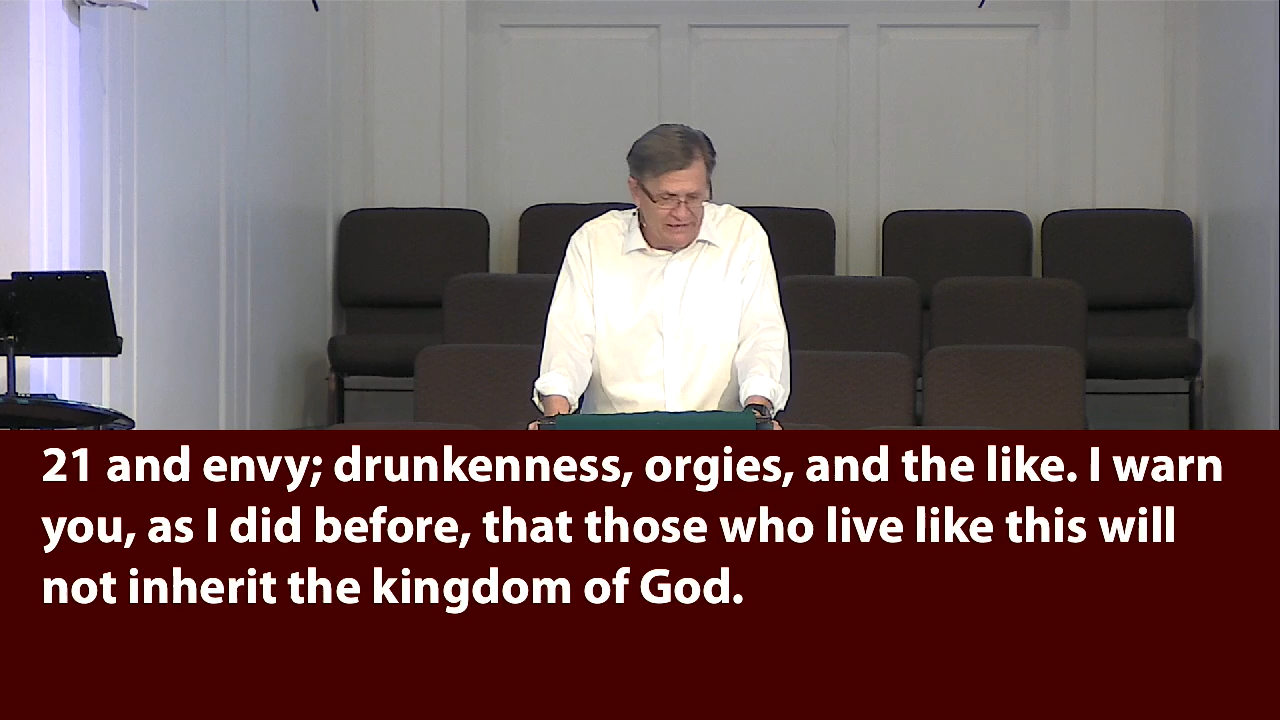 21 and envy; drunkenness, orgies, and the like. I warn
you, as I did before, that those who live like this will
not inherit the kingdom of God.